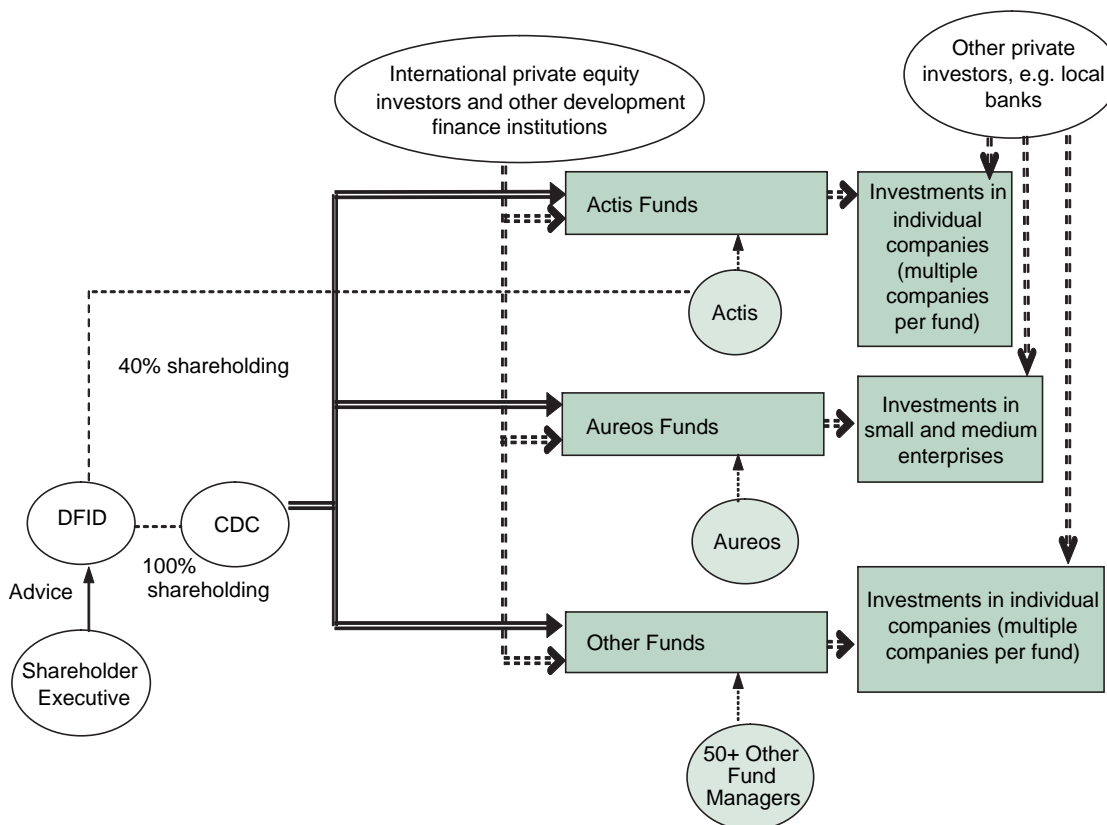 International private equity
investors and other development
finance institutions
Other private
investors, e.g. local
banks
Actis Funds
Investments in
individual
companies
(multiple
companies
per fund)
Actis
40% shareholding
Aureos Funds
Investments in
small and medium
enterprises
DFID
CDC
100%
shareholding
Aureos
Advice
Shareholder
Executive
Other Funds
Investments in individual
companies (multiple
companies per fund)
50+ Other
Fund
Managers